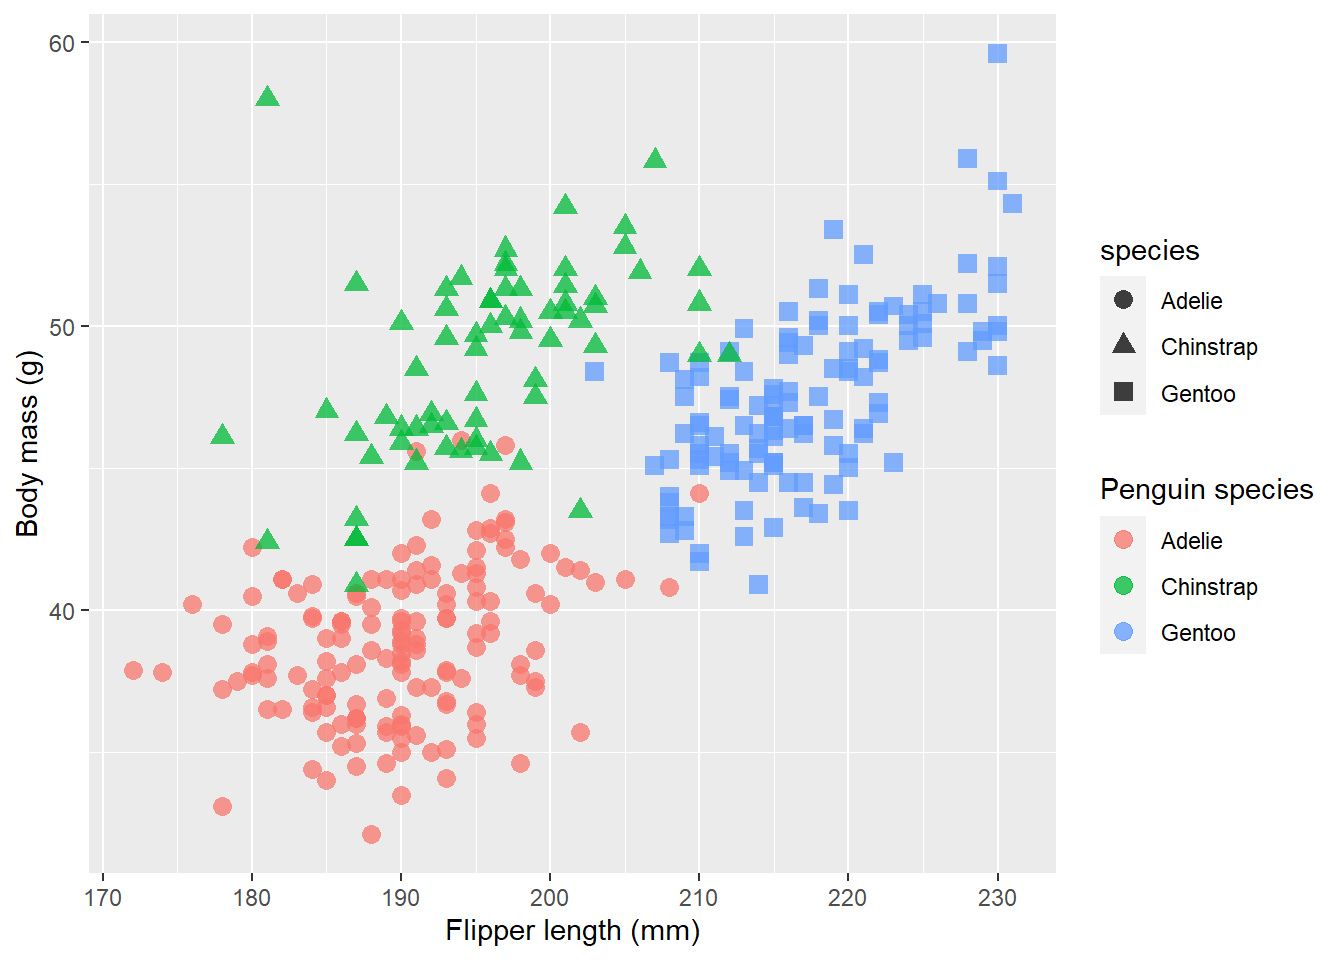 60
50
40
Body mass (g)
170 180 190 200 210 220 230
Flipper length (mm)
species
Adelie
Chinstrap
Gentoo
Penguin species
Adelie
Chinstrap
Gentoo